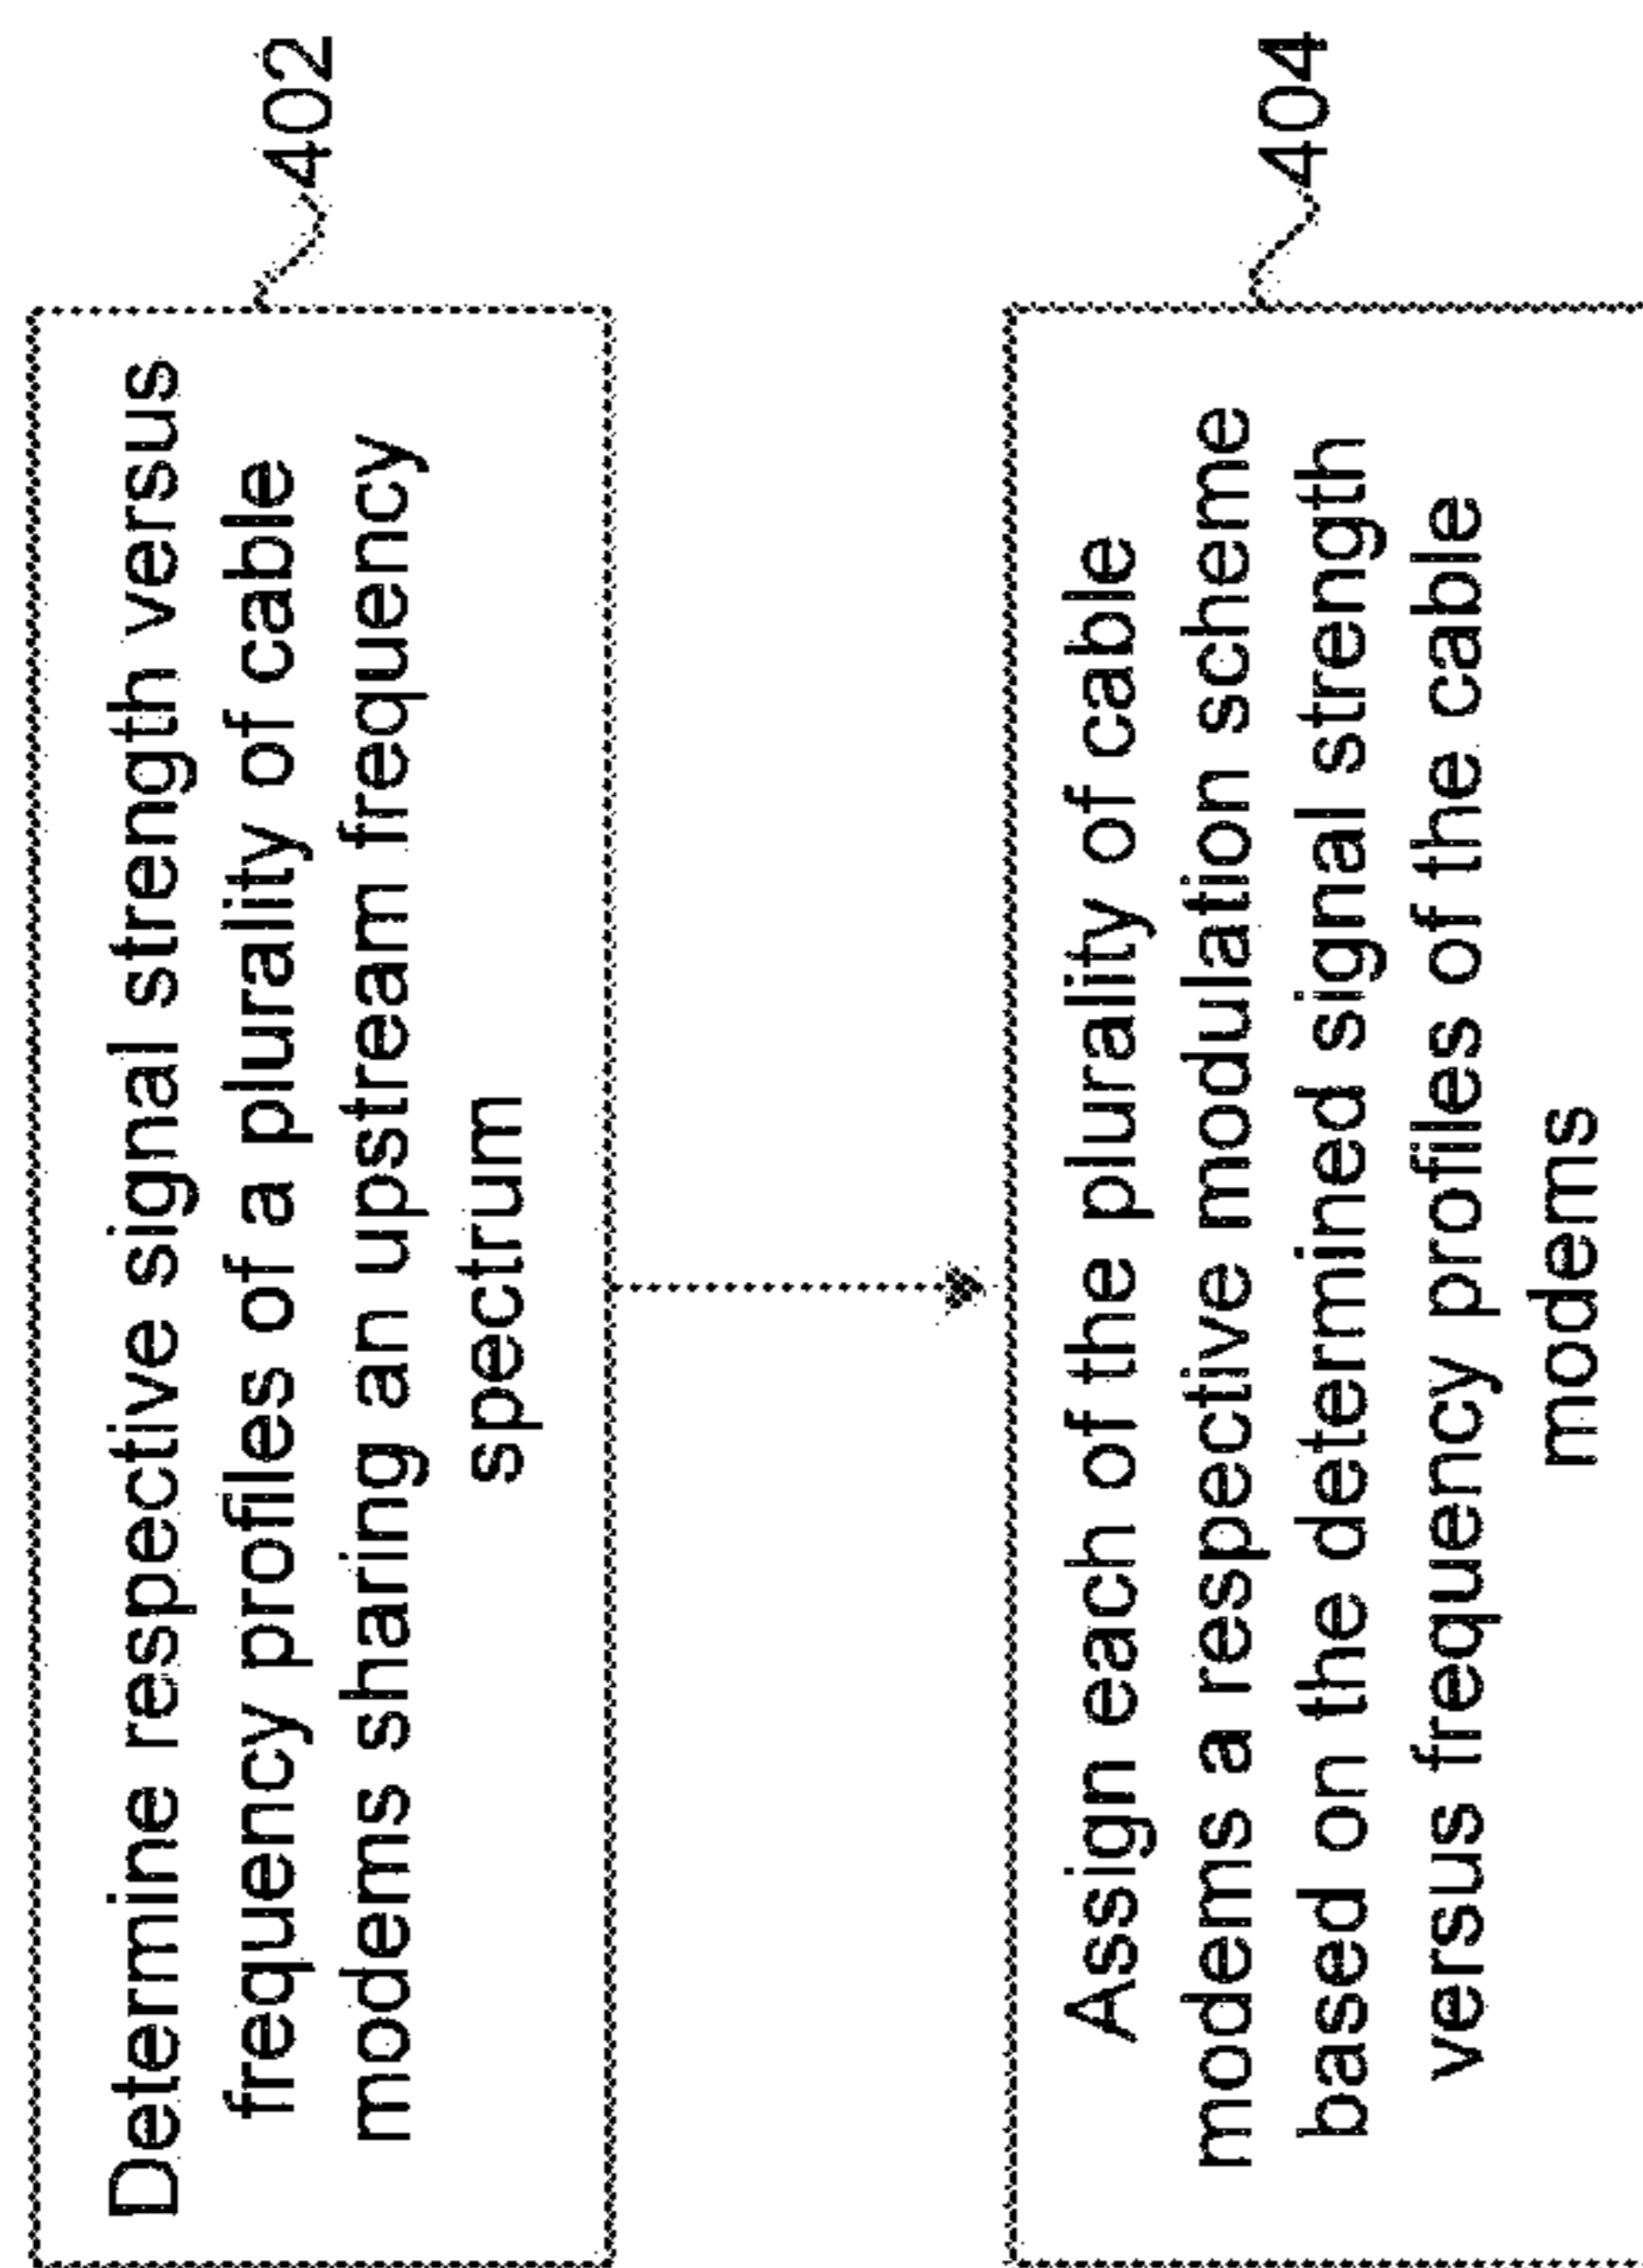 Determine respective signal strength versus
frequency profiles of a plurality of cable
modems sharing an upstream frequency
spectrum
402
Assign each of the plurality of cable
modems a respective modulation scheme
based on the determined signal strength
versus frequency profiles of the cable
modems
404